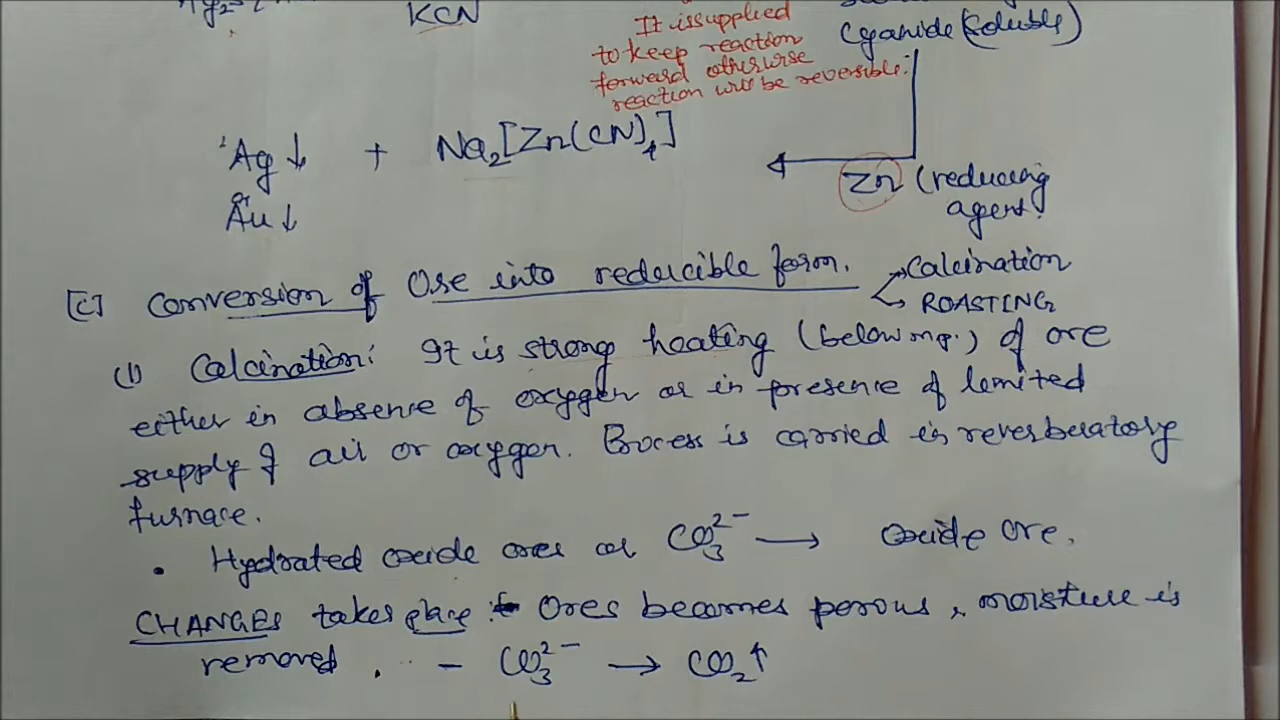 KCN
It is supplied
to keep reaction
forward otherwise
reaction will be reversible.
Cyanide (Soluble)
Ag ↓ + Na₂[Zn(CN)₄]
Zn (reducing
agent.
or
Au ↓
[C] Conversion of Ore into reducible form.
Calcination
ROASTING
(1) Calcination: It is strong heating (below mp.) of ore
either in absence of oxygen or in presence of limited
supply of air or oxygen. Process is carried in reverberatory
furnace.
• Hydrated oxide ores or CO₃²⁻ → Oxide Ore.
CHANGES takes place :- Ores becomes porous, moisture is
removed. - CO₃²⁻ → CO₂↑